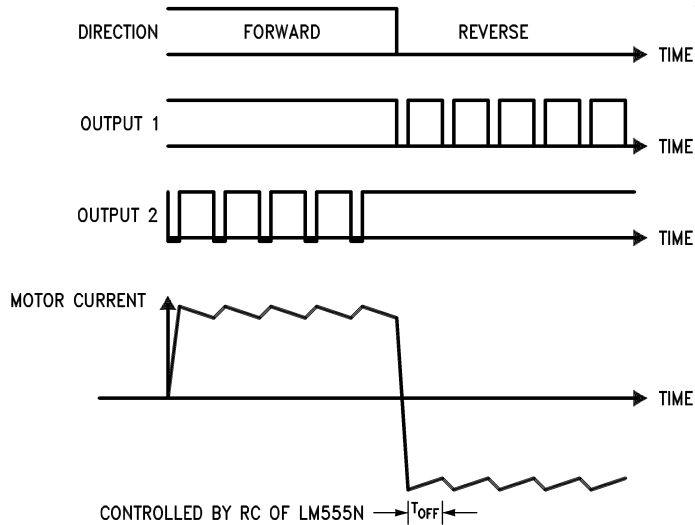 DIRECTION
FORWARD
REVERSE
TIME
OUTPUT 1
TIME
OUTPUT 2
TIME
MOTOR CURRENT
TIME
CONTROLLED BY RC OF LM555N
TOFF